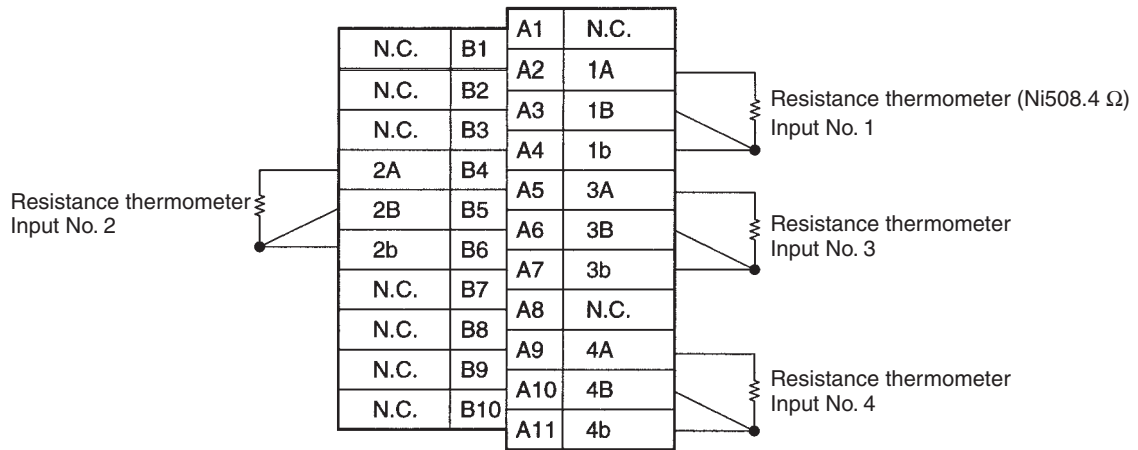 A1 N.C.
N.C. B1
A2 1A
N.C. B2
A3 1B
Resistance thermometer (Ni508.4 Ω)
Input No. 1
N.C. B3
A4 1b
2A B4
A5 3A
Resistance thermometer
Input No. 2
2B B5
A6 3B
Resistance thermometer
Input No. 3
2b B6
A7 3b
N.C. B7
A8 N.C.
N.C. B8
A9 4A
N.C. B9
A10 4B
Resistance thermometer
Input No. 4
N.C. B10
A11 4b